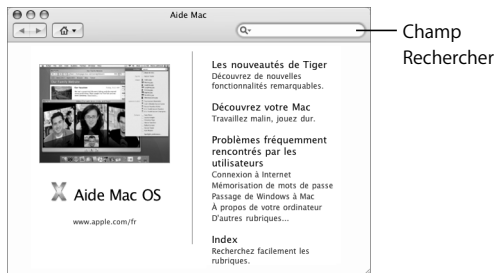 Aide Mac
Champ
Rechercher
Les nouveautés de Tiger
Découvrez de nouvelles
fonctionnalités remarquables.
Découvrez votre Mac
Travaillez malin, jouez dur.
Problèmes fréquemment
rencontrés par les
utilisateurs
Connexion à Internet
Mémorisation de mots de passe
Passage de Windows à Mac
À propos de votre ordinateur
D'autres rubriques...
Index
Recherchez facilement les
rubriques.
Aide Mac OS
www.apple.com/fr